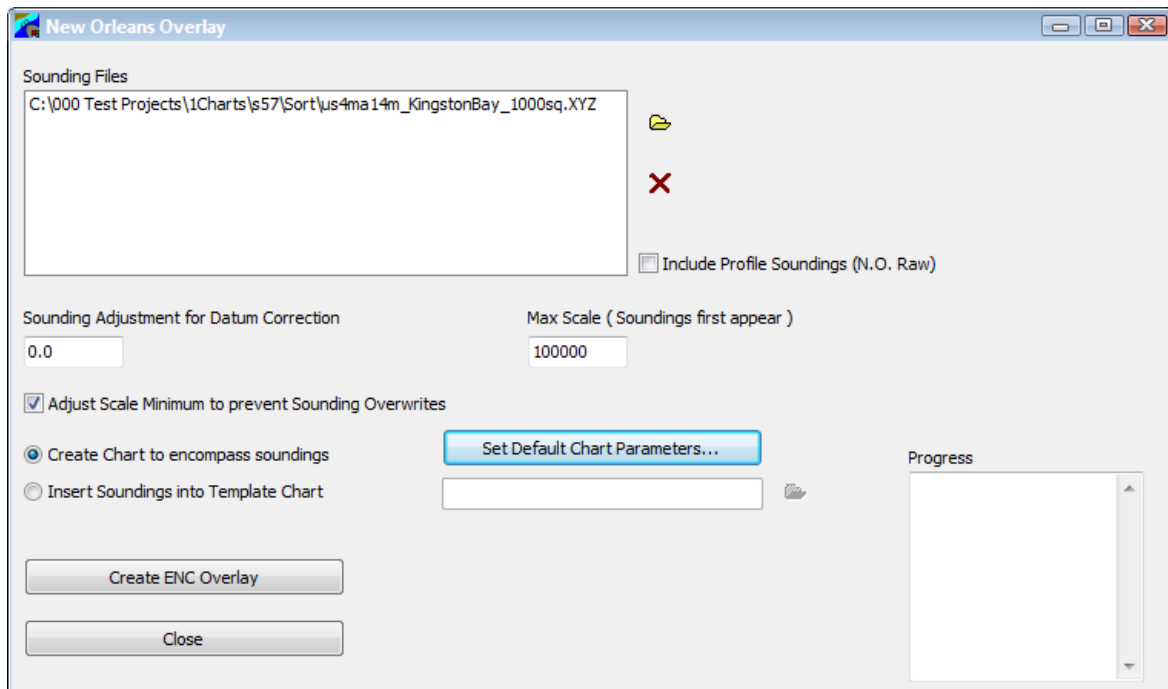 New Orleans Overlay
Sounding Files
C:\000 Test Projects\1Charts\s57\Sort\us4ma14m_KingstonBay_1000sq.XYZ
Include Profile Soundings (N.O. Raw)
Sounding Adjustment for Datum Correction
Max Scale ( Soundings first appear )
0.0
100000
Adjust Scale Minimum to prevent Sounding Overwrites
Create Chart to encompass soundings
Set Default Chart Parameters...
Progress
Insert Soundings into Template Chart
Create ENC Overlay
Close